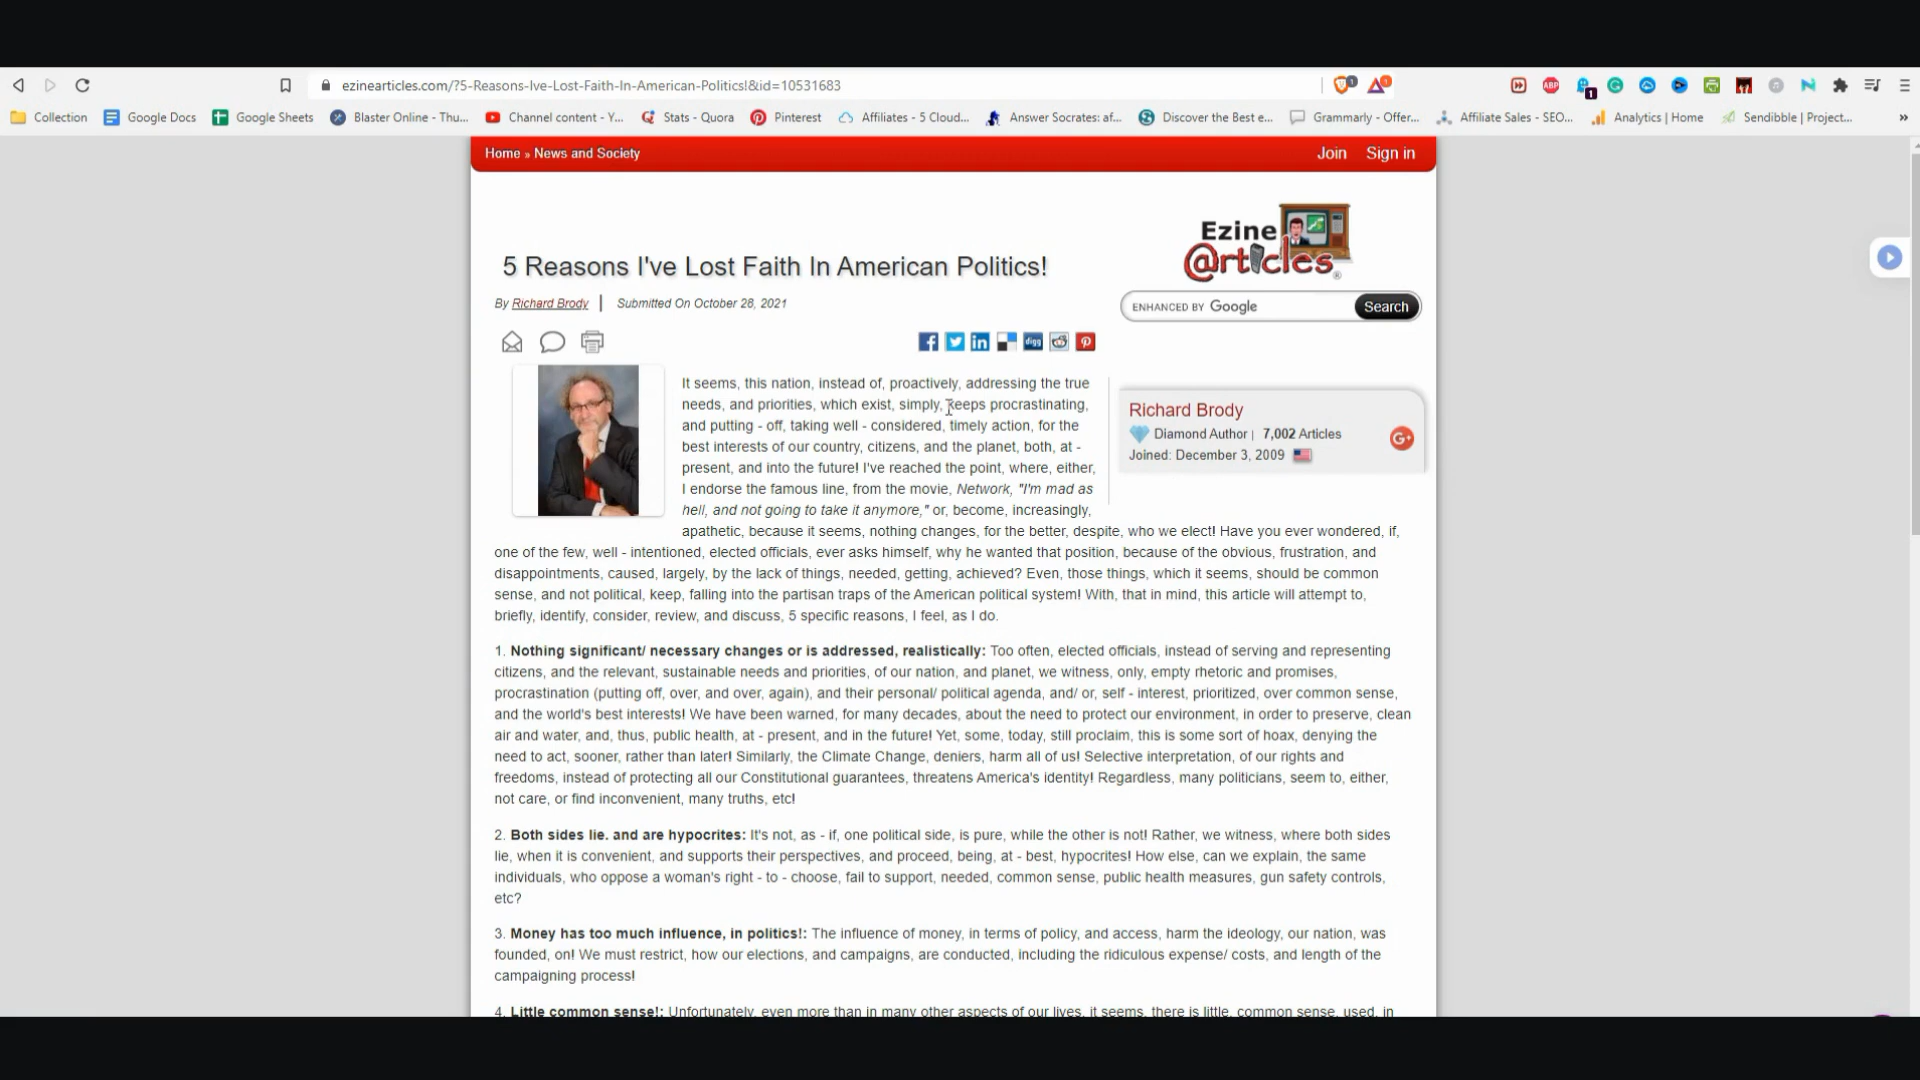 ezinearticles.com/?5-Reasons-Ive-Lost-Faith-In-American-Politics!&id=10531683
Collection Google Docs Google Sheets Blaster Online - Thu... Channel content - Y... Stats - Quora Pinterest Affiliates - 5 Cloud... Answer Socrates: af... Discover the Best e... Grammarly - Offer... Affiliate Sales - SEO... Analytics | Home Sendibble | Project... »
Home » News and Society Join Sign in
Ezine
@rticles®
5 Reasons I've Lost Faith In American Politics!
By Richard Brody | Submitted On October 28, 2021
ENHANCED BY Google Search
It seems, this nation, instead of, proactively, addressing the true
needs, and priorities, which exist, simply, keeps procrastinating,
and putting - off, taking well - considered, timely action, for the
best interests of our country, citizens, and the planet, both, at -
present, and into the future! I've reached the point, where, either,
I endorse the famous line, from the movie, Network, "I'm mad as
hell, and not going to take it anymore," or, become, increasingly,
apathetic, because it seems, nothing changes, for the better, despite, who we elect! Have you ever wondered, if,
one of the few, well - intentioned, elected officials, ever asks himself, why he wanted that position, because of the obvious, frustration, and
disappointments, caused, largely, by the lack of things, needed, getting, achieved? Even, those things, which it seems, should be common
sense, and not political, keep, falling into the partisan traps of the American political system! With, that in mind, this article will attempt to,
briefly, identify, consider, review, and discuss, 5 specific reasons, I feel, as I do.
Richard Brody
Diamond Author | 7,002 Articles
Joined: December 3, 2009
1. Nothing significant/ necessary changes or is addressed, realistically: Too often, elected officials, instead of serving and representing
citizens, and the relevant, sustainable needs and priorities, of our nation, and planet, we witness, only, empty rhetoric and promises,
procrastination (putting off, over, and over, again), and their personal/ political agenda, and/ or, self - interest, prioritized, over common sense,
and the world's best interests! We have been warned, for many decades, about the need to protect our environment, in order to preserve, clean
air and water, and, thus, public health, at - present, and in the future! Yet, some, today, still proclaim, this is some sort of hoax, denying the
need to act, sooner, rather than later! Similarly, the Climate Change, deniers, harm all of us! Selective interpretation, of our rights and
freedoms, instead of protecting all our Constitutional guarantees, threatens America's identity! Regardless, many politicians, seem to, either,
not care, or find inconvenient, many truths, etc!
2. Both sides lie. and are hypocrites: It's not, as - if, one political side, is pure, while the other is not! Rather, we witness, where both sides
lie, when it is convenient, and supports their perspectives, and proceed, being, at - best, hypocrites! How else, can we explain, the same
individuals, who oppose a woman's right - to - choose, fail to support, needed, common sense, public health measures, gun safety controls,
etc?
3. Money has too much influence, in politics!: The influence of money, in terms of policy, and access, harm the ideology, our nation, was
founded, on! We must restrict, how our elections, and campaigns, are conducted, including the ridiculous expense/ costs, and length of the
campaigning process!
4. Little common sense!: Unfortunately, even more than in many other aspects of our lives, it seems, there is little, common sense, used, in